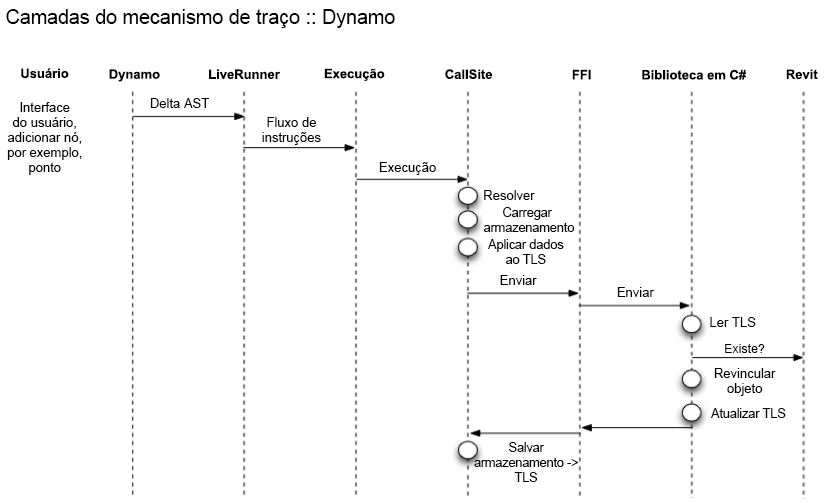 Camadas do mecanismo de traço :: Dynamo
Usuário
Dynamo
LiveRunner
Execução
CallSite
FFI
Biblioteca em C#
Revit
Interface
do usuário,
adicionar nó,
por exemplo,
ponto
Delta AST
Fluxo de
instruções
Execução
Resolver
Carregar
armazenamento
Aplicar dados
ao TLS
Enviar
Enviar
Ler TLS
Existe?
Revincular
objeto
Atualizar TLS
Salvar
armazenamento ->
TLS